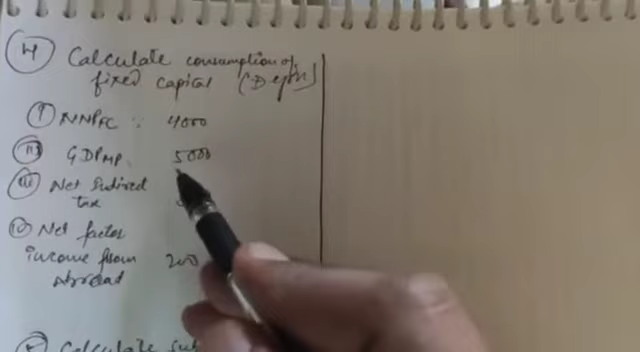 4 Calculate consumption of
fixed capital (Depn)
(i) NNPFC : 4000
(ii) GDPMP : 5000
(iii) Net Indirect
tax
(iv) Net factor
income from 200
Abroad
Calculate